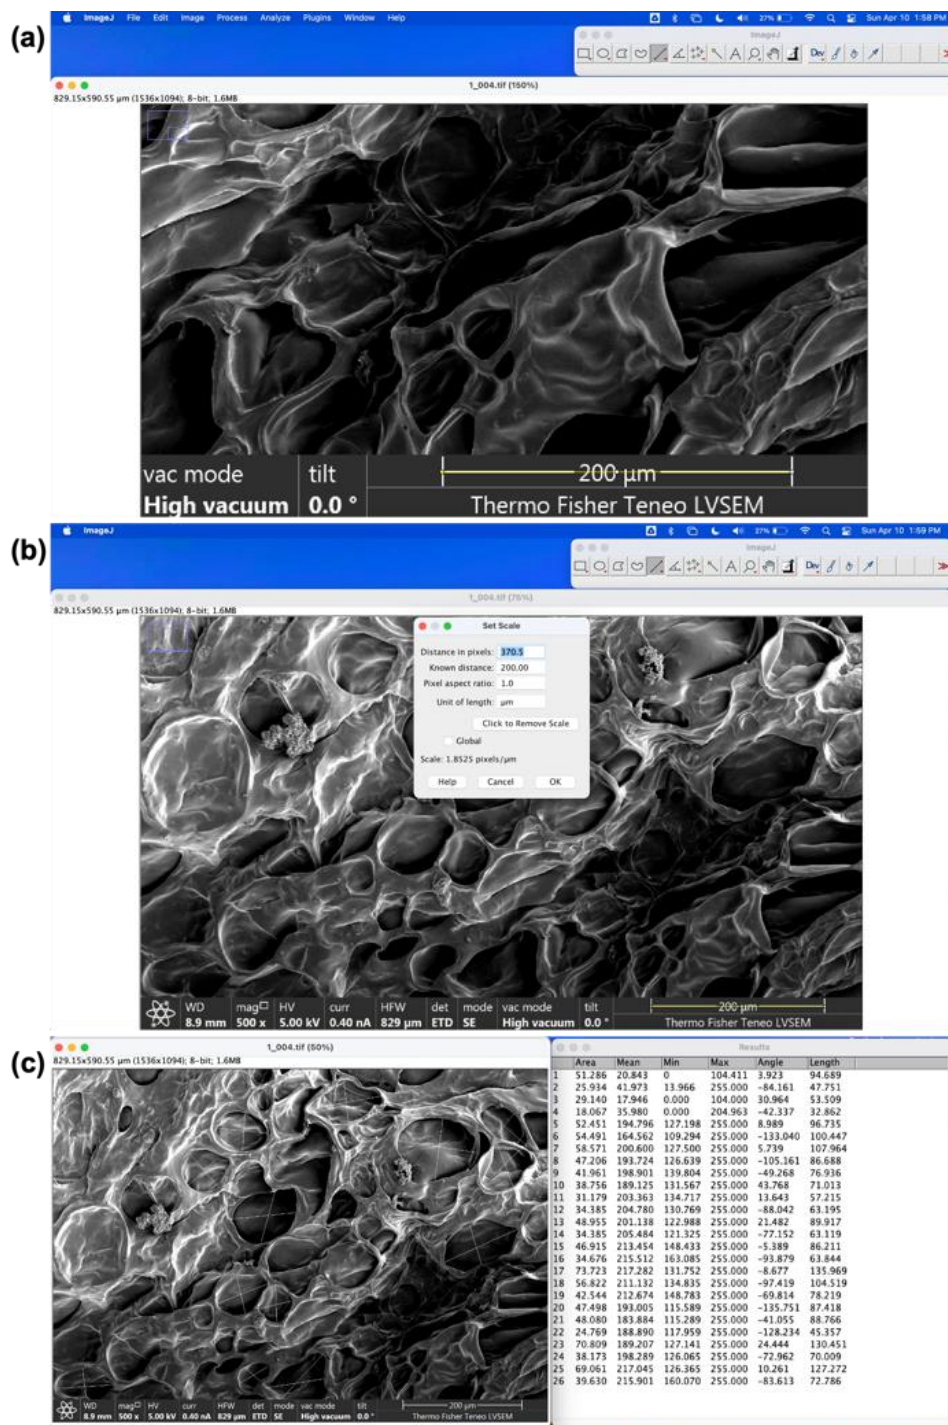 (a)
ImageJ File Edit Image Process Analyze Plugins Window Help
27% Sun Apr 10 1:58 PM
ImageJ
Dev
1_004.tif (150%)
829.15x590.55 µm (1536x1094); 8-bit; 1.6MB
200 µm
vac mode tilt
High vacuum 0.0 ° Thermo Fisher Teneo LVSEM
(b)
ImageJ
27% Sun Apr 10 1:59 PM
ImageJ
Dev
1_004.tif (75%)
829.15x590.55 µm (1536x1094); 8-bit; 1.6MB
Set Scale
Distance in pixels: 370.5
Known distance: 200.00
Pixel aspect ratio: 1.0
Unit of length: µm
Click to Remove Scale
Global
Scale: 1.8525 pixels/µm
Help Cancel OK
WD mag HV curr HFW det mode vac mode tilt 200 µm
8.9 mm 500 x 5.00 kV 0.40 nA 829 µm ETD SE High vacuum 0.0 ° Thermo Fisher Teneo LVSEM
(c)
1_004.tif (50%)
829.15x590.55 µm (1536x1094); 8-bit; 1.6MB
WD mag HV curr HFW det mode vac mode tilt 200 µm
8.9 mm 500 x 5.00 kV 0.40 nA 829 µm ETD SE High vacuum 0.0 ° Thermo Fisher Teneo LVSEM
Results
Area Mean Min Max Angle Length
1 51.286 20.843 0 104.411 3.923 94.689
2 25.934 41.973 13.966 255.000 -84.161 47.751
3 29.140 17.946 0.000 104.000 30.964 53.509
4 18.067 35.980 0.000 204.963 -42.337 32.862
5 52.451 194.796 127.198 255.000 8.989 96.735
6 54.491 164.562 109.294 255.000 -133.040 100.447
7 58.571 200.600 127.500 255.000 5.739 107.964
8 47.206 193.724 126.639 255.000 -105.161 86.688
9 41.961 198.901 139.804 255.000 -49.268 76.936
10 38.756 189.125 131.567 255.000 43.768 71.013
11 31.179 203.363 134.717 255.000 13.643 57.215
12 34.385 204.780 130.769 255.000 -88.042 63.195
13 48.955 201.138 122.988 255.000 21.482 89.917
14 34.385 205.484 121.325 255.000 -77.152 63.119
15 46.915 213.454 148.433 255.000 -5.389 86.211
16 34.676 215.512 163.085 255.000 -93.879 63.844
17 73.723 217.282 131.752 255.000 -8.677 135.969
18 56.822 211.132 134.835 255.000 -97.419 104.519
19 42.544 212.674 148.783 255.000 -69.814 78.219
20 47.498 193.005 115.589 255.000 -135.751 87.418
21 48.080 183.884 115.289 255.000 -41.055 88.766
22 24.769 188.890 117.959 255.000 -128.234 45.357
23 70.809 189.207 127.141 255.000 24.444 130.451
24 38.173 198.289 126.065 255.000 -72.962 70.009
25 69.061 217.045 126.365 255.000 10.261 127.272
26 39.630 215.901 160.070 255.000 -83.613 72.786